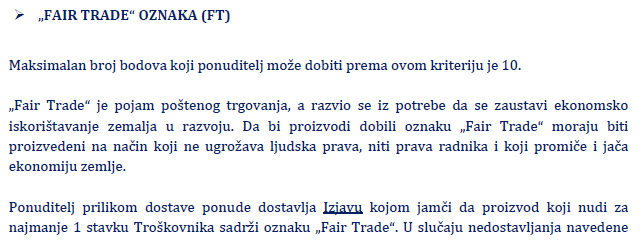 ➢ „FAIR TRADE“ OZNAKA (FT)
Maksimalan broj bodova koji ponuditelj može dobiti prema ovom kriteriju je 10.
„Fair Trade“ je pojam poštenog trgovanja, a razvio se iz potrebe da se zaustavi ekonomsko
iskorištavanje zemalja u razvoju. Da bi proizvodi dobili oznaku „Fair Trade“ moraju biti
proizvedeni na način koji ne ugrožava ljudska prava, niti prava radnika i koji promiče i jača
ekonomiju zemlje.
Ponuditelj prilikom dostave ponude dostavlja Izjavu kojom jamči da proizvod koji nudi za
najmanje 1 stavku Troškovnika sadrži oznaku „Fair Trade“. U slučaju nedostavljanja navedene